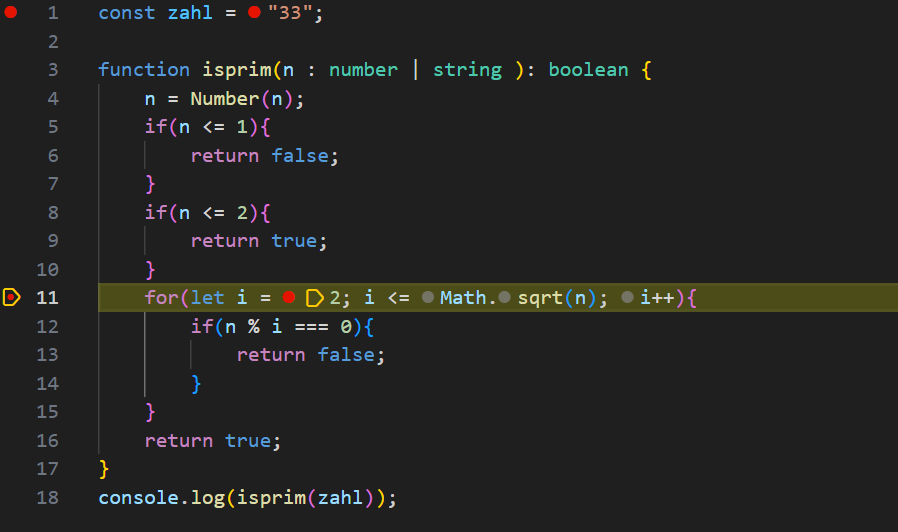 1 const zahl = "33";
2
3 function isprim(n : number | string ): boolean {
4 n = Number(n);
5 if(n <= 1){
6 return false;
7 }
8 if(n <= 2){
9 return true;
10 }
11 for(let i = 2; i <= Math.sqrt(n); i++){
12 if(n % i === 0){
13 return false;
14 }
15 }
16 return true;
17 }
18 console.log(isprim(zahl));